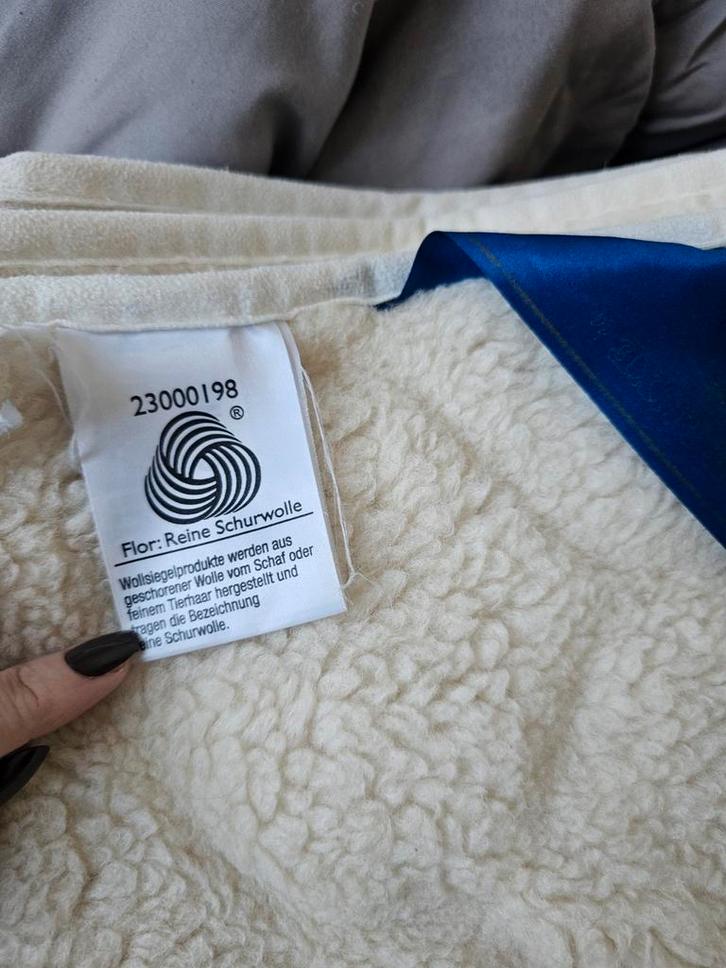 23000198
®
Flor: Reine Schurwolle
Wollsiegelprodukte werden aus
geschorener Wolle vom Schaf oder
feinem Tierhaar hergestellt und
tragen die Bezeichnung
eine Schurwolle.